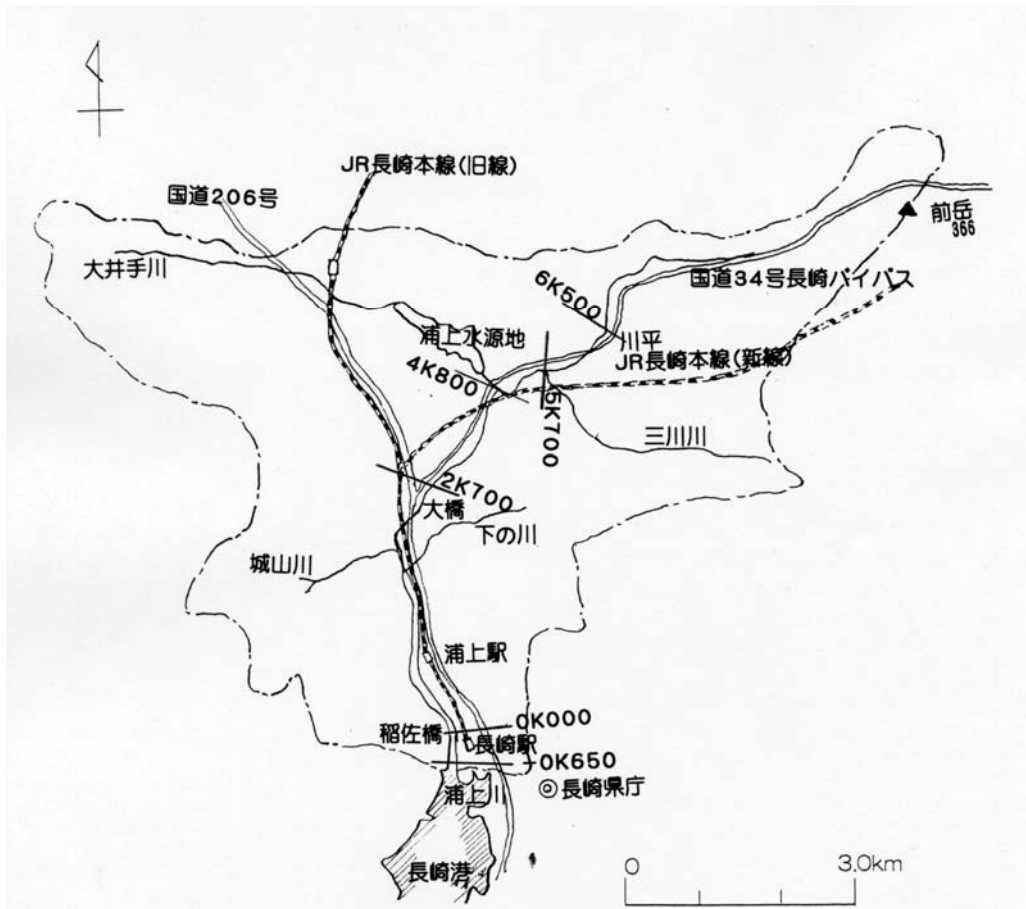 JR長崎本線(旧線)
国道206号
前岳
366
大井手川
国道34号長崎バイパス
6K500
浦上水源地
川平
JR長崎本線(新線)
4K800
5K700
三川川
2K700
大橋
下の川
城山川
浦上駅
稲佐橋
0K000
長崎駅
-0K650
浦上川
◎長崎県庁
長崎港
0
3.0km